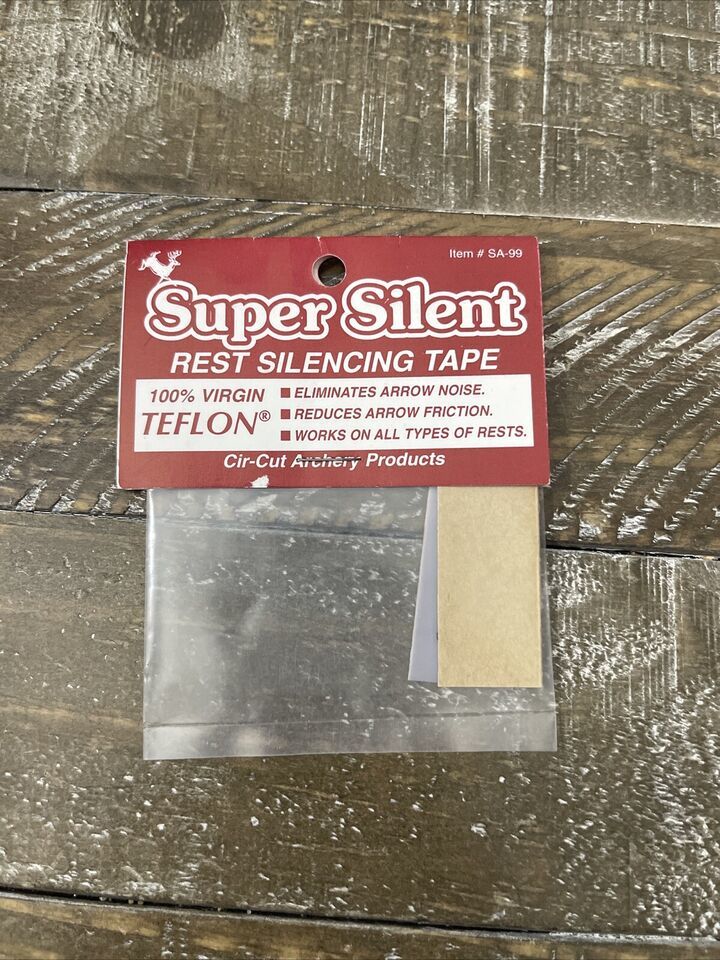 Item # SA-99
Super Silent
REST SILENCING TAPE
100% VIRGIN
TEFLON®
■ ELIMINATES ARROW NOISE.
■ REDUCES ARROW FRICTION.
■ WORKS ON ALL TYPES OF RESTS.
Cir-Cut Archery Products